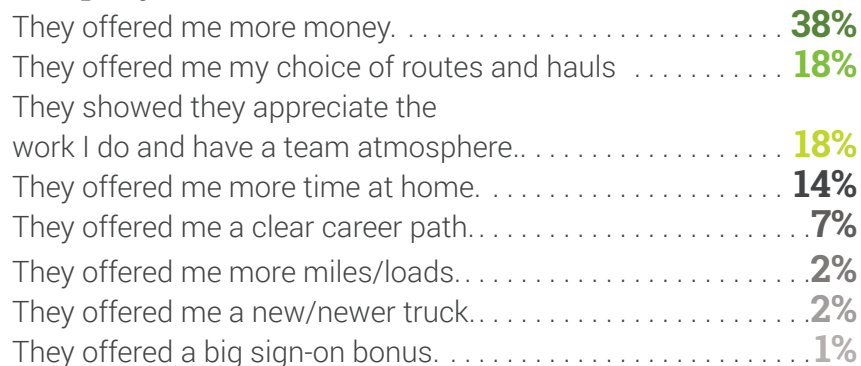 They offered me more money. . . . . . . . . . . . . . . . . . . . . . . . . . . . . . . 38%
They offered me my choice of routes and hauls . . . . . . . . . . . 18%
They showed they appreciate the
work I do and have a team atmosphere.. . . . . . . . . . . . . . . . . . . . 18%
They offered me more time at home. . . . . . . . . . . . . . . . . . . . . . . . 14%
They offered me a clear career path. . . . . . . . . . . . . . . . . . . . . . . . . . 7%
They offered me more miles/loads. . . . . . . . . . . . . . . . . . . . . . . . . . . 2%
They offered me a new/newer truck. . . . . . . . . . . . . . . . . . . . . . . . . . 2%
They offered a big sign-on bonus. . . . . . . . . . . . . . . . . . . . . . . . . . . . 1%